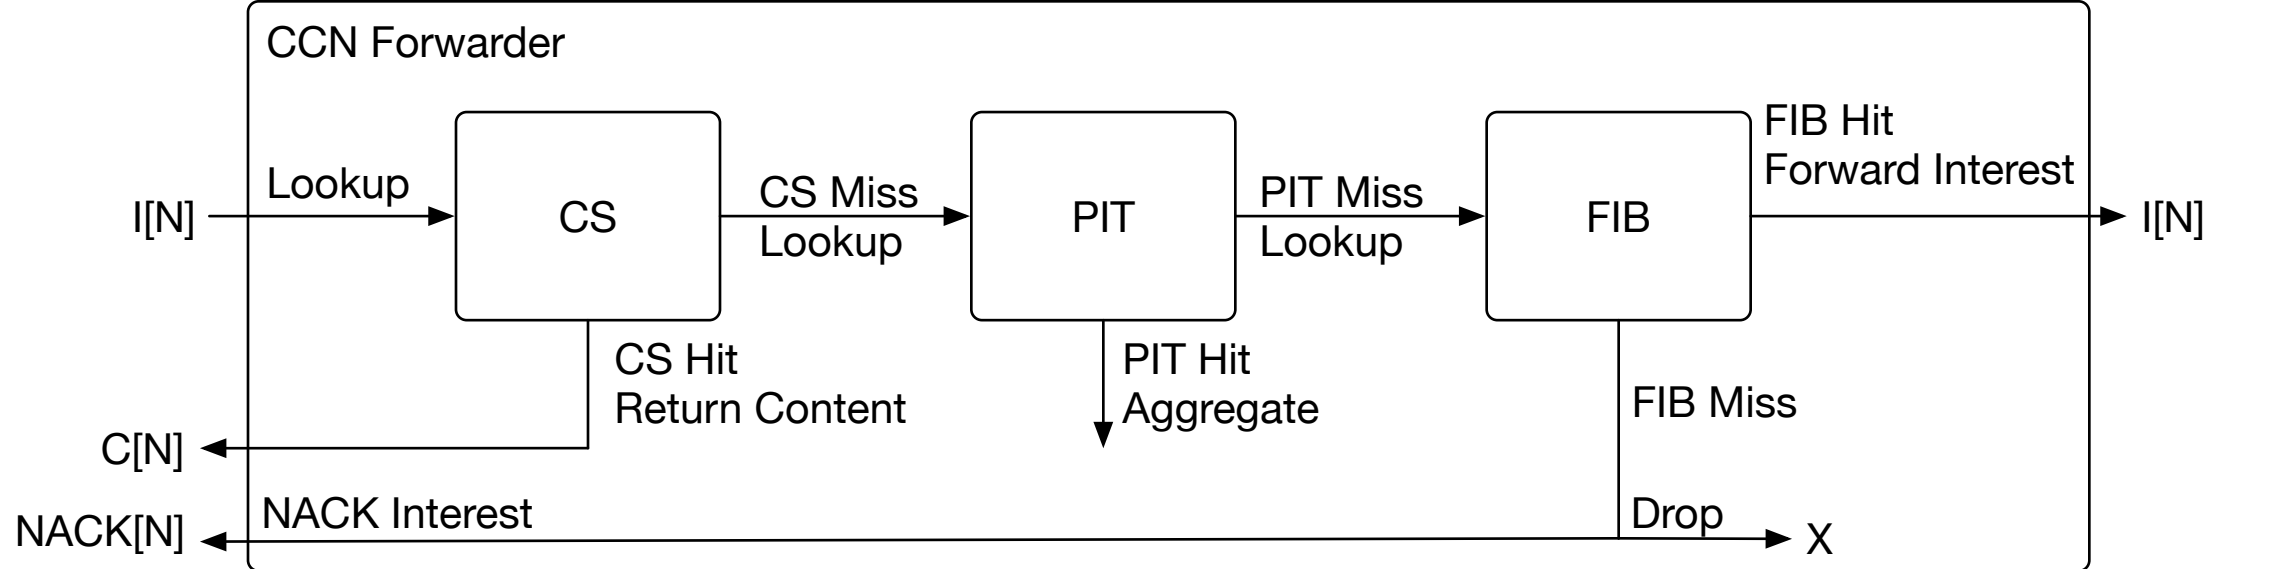 CCN Forwarder
FIB Hit
Forward Interest
Lookup
CS Miss
Lookup
PIT Miss
Lookup
I[N]
CS
PIT
FIB
I[N]
CS Hit
Return Content
PIT Hit
Aggregate
FIB Miss
C[N]
NACK Interest
Drop
NACK[N]
X